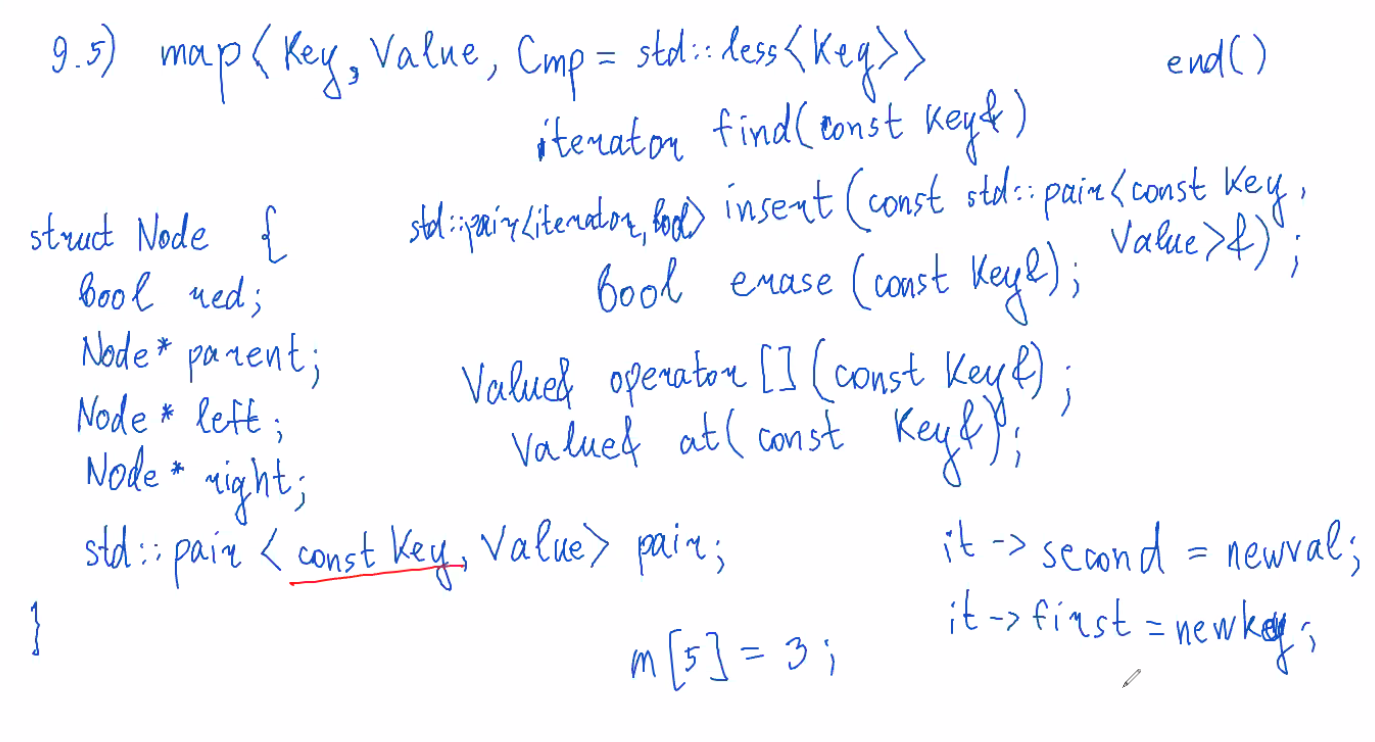 9.5) map<Key, Value, Cmp = std::less<Key>> end()
iterator find(const Key&)
std::pair<iterator, bool> insert(const std::pair<const Key,
Value>&);
struct Node {
bool red;
bool erase(const Key&);
Node* parent;
Value& operator[](const Key&);
Node* left;
Value& at(const Key&);
Node* right;
std::pair<const Key, Value> pair;
it -> second = newval;
}
it -> first = newkey;
m[5] = 3;